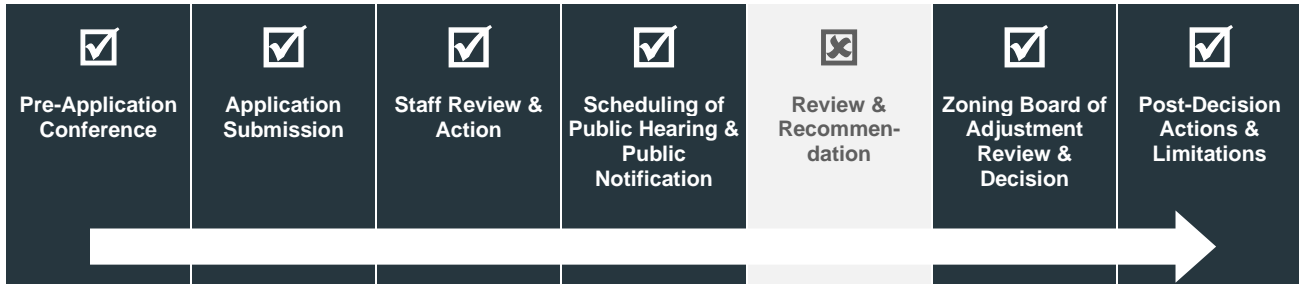 Pre-Application
Conference
Application
Submission
Staff Review &
Action
Scheduling of
Public Hearing &
Public
Notification
Review &
Recommen-
dation
Zoning Board of
Adjustment
Review &
Decision
Post-Decision
Actions &
Limitations